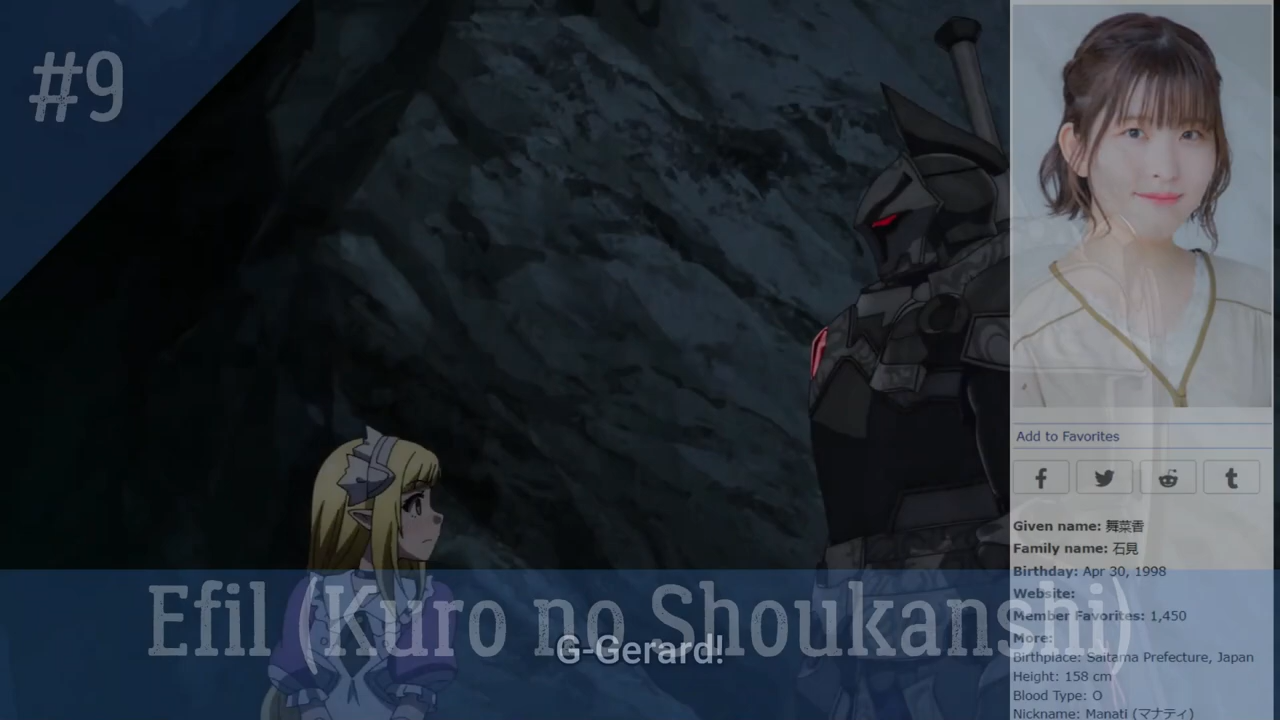 #9
Efil (Kuro no Shoukanshi)
G-Gerard!
Add to Favorites
Given name: 舞菜香
Family name: 石見
Birthday: Apr 30, 1998
Website:
Member Favorites: 1,450
More:
Birthplace: Saitama Prefecture, Japan
Height: 158 cm
Blood Type: O
Nickname: Manati (マナティ)